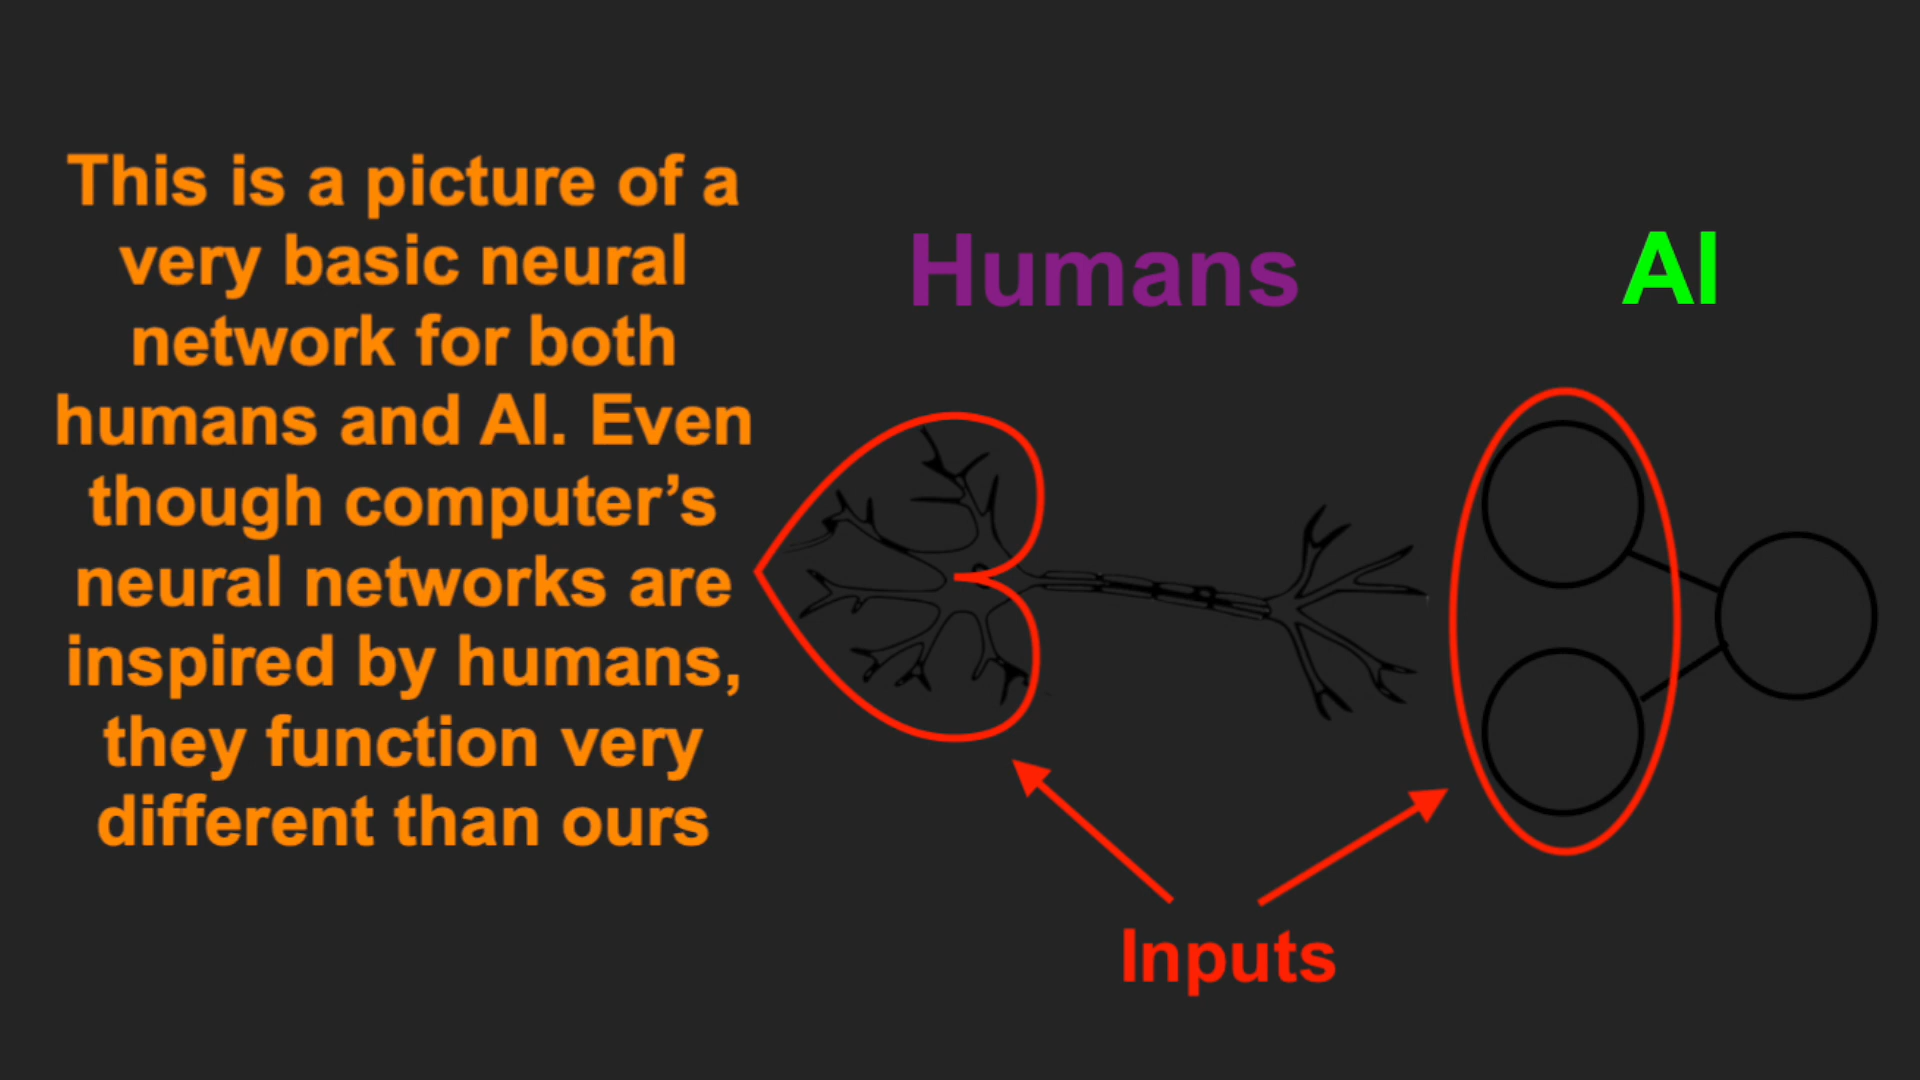 This is a picture of a
very basic neural
network for both
humans and AI. Even
though computer’s
neural networks are
inspired by humans,
they function very
different than ours
Humans
AI
Inputs